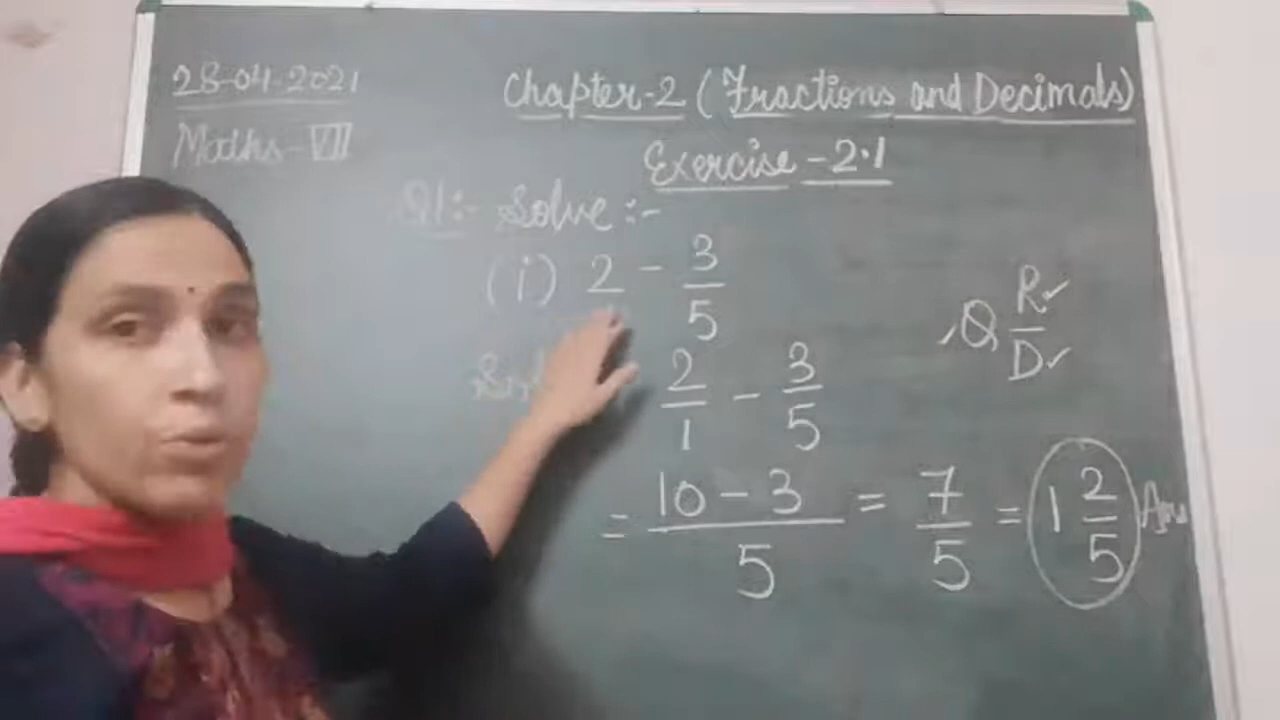 28-04-2021
Maths-VII
Chapter-2 (Fractions and Decimals)
Exercise-2.1
Q1:- Solve :-
(i) 2 - 3/5
2/1 - 3/5
= (10 - 3)/5 = 7/5 = 1 2/5 Ans
Q R/D